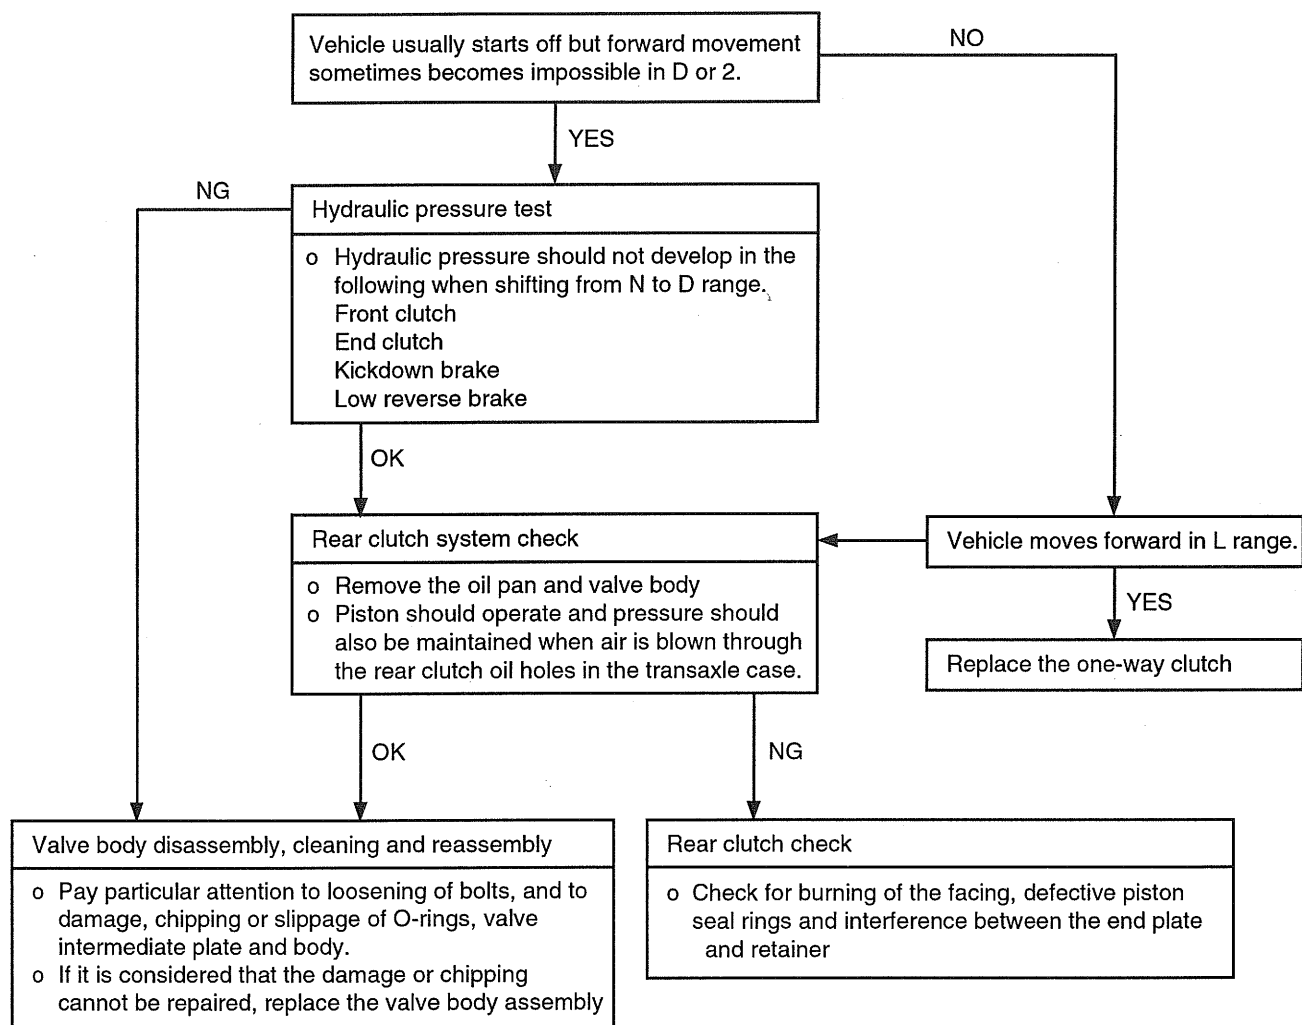 Vehicle usually starts off but forward movement
sometimes becomes impossible in D or 2.
NO
YES
NG
Hydraulic pressure test
o Hydraulic pressure should not develop in the
following when shifting from N to D range.
Front clutch
End clutch
Kickdown brake
Low reverse brake
OK
Rear clutch system check
o Remove the oil pan and valve body
o Piston should operate and pressure should
also be maintained when air is blown through
the rear clutch oil holes in the transaxle case.
Vehicle moves forward in L range.
YES
Replace the one-way clutch
OK
NG
Valve body disassembly, cleaning and reassembly
o Pay particular attention to loosening of bolts, and to
damage, chipping or slippage of O-rings, valve
intermediate plate and body.
o If it is considered that the damage or chipping
cannot be repaired, replace the valve body assembly
Rear clutch check
o Check for burning of the facing, defective piston
seal rings and interference between the end plate
and retainer